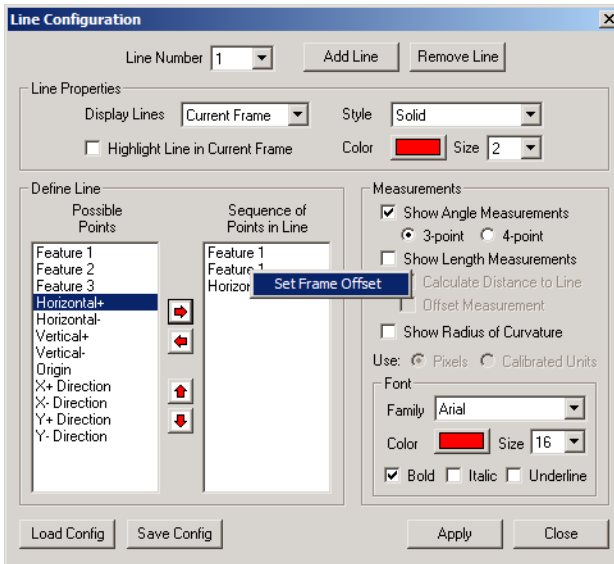 Line Configuration
Line Number 1 Add Line Remove Line
Line Properties
Display Lines Current Frame Style Solid
Highlight Line in Current Frame Color Size 2
Define Line
Possible Points
Sequence of Points in Line
Feature 1
Feature 2
Feature 3
Horizontal+
Horizontal-
Vertical+
Vertical-
Origin
X+ Direction
X- Direction
Y+ Direction
Y- Direction
Feature 1
Set Frame Offset
Measurements
Show Angle Measurements
3-point 4-point
Show Length Measurements
Calculate Distance to Line
Offset Measurement
Show Radius of Curvature
Use: Pixels Calibrated Units
Font
Family Arial
Color Size 16
Bold Italic Underline
Load Config Save Config Apply Close